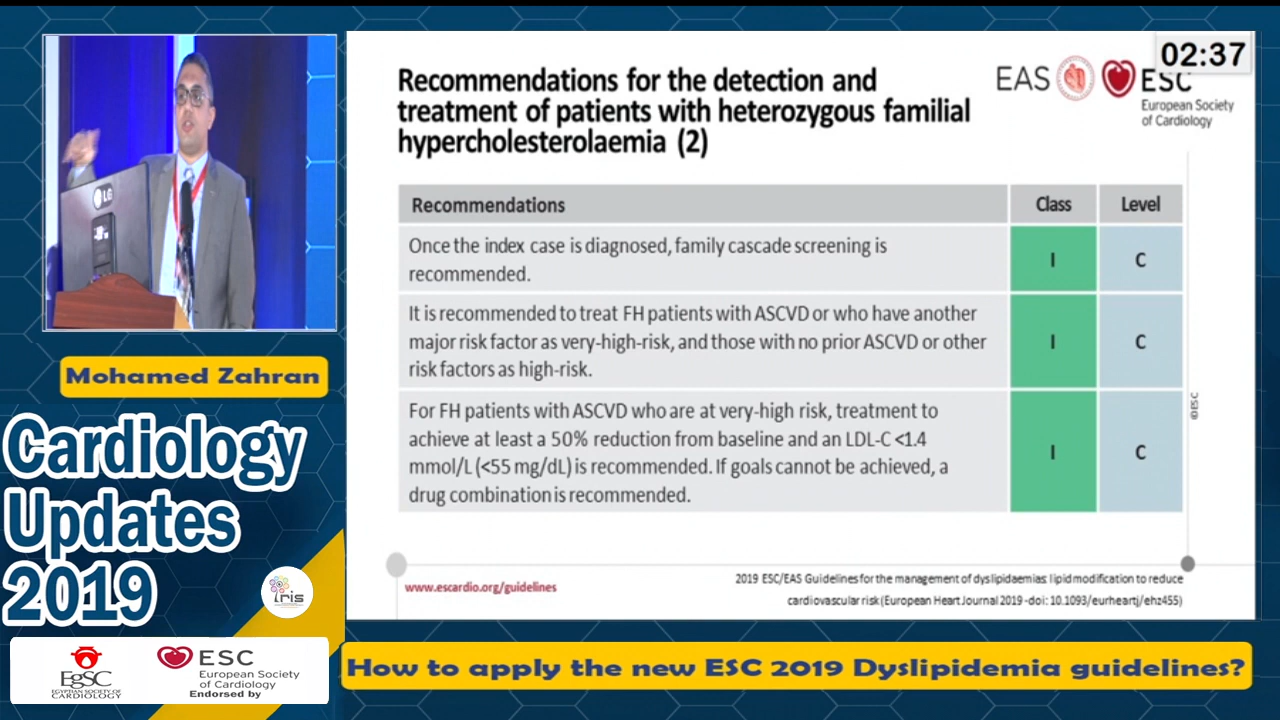 02:37
Recommendations for the detection and
treatment of patients with heterozygous familial
hypercholesterolaemia (2)
EAS
ESC
European Society
of Cardiology
Recommendations
Class
Level
Once the index case is diagnosed, family cascade screening is
recommended.
I
C
It is recommended to treat FH patients with ASCVD or who have another
major risk factor as very-high-risk, and those with no prior ASCVD or other
risk factors as high-risk.
I
C
For FH patients with ASCVD who are at very-high risk, treatment to
achieve at least a 50% reduction from baseline and an LDL-C <1.4
mmol/L (<55 mg/dL) is recommended. If goals cannot be achieved, a
drug combination is recommended.
I
C
©ESC
www.escardio.org/guidelines
2019 ESC/EAS Guidelines for the management of dyslipidaemias: lipid modification to reduce
cardiovascular risk (European Heart Journal 2019 -doi: 10.1093/eurheartj/ehz455)
LG
Mohamed Zahran
Cardiology
Updates
2019
iris
EgSC
EGYPTIAN SOCIETY OF
CARDIOLOGY
ESC
European Society
of Cardiology
Endorsed by
How to apply the new ESC 2019 Dyslipidemia guidelines?